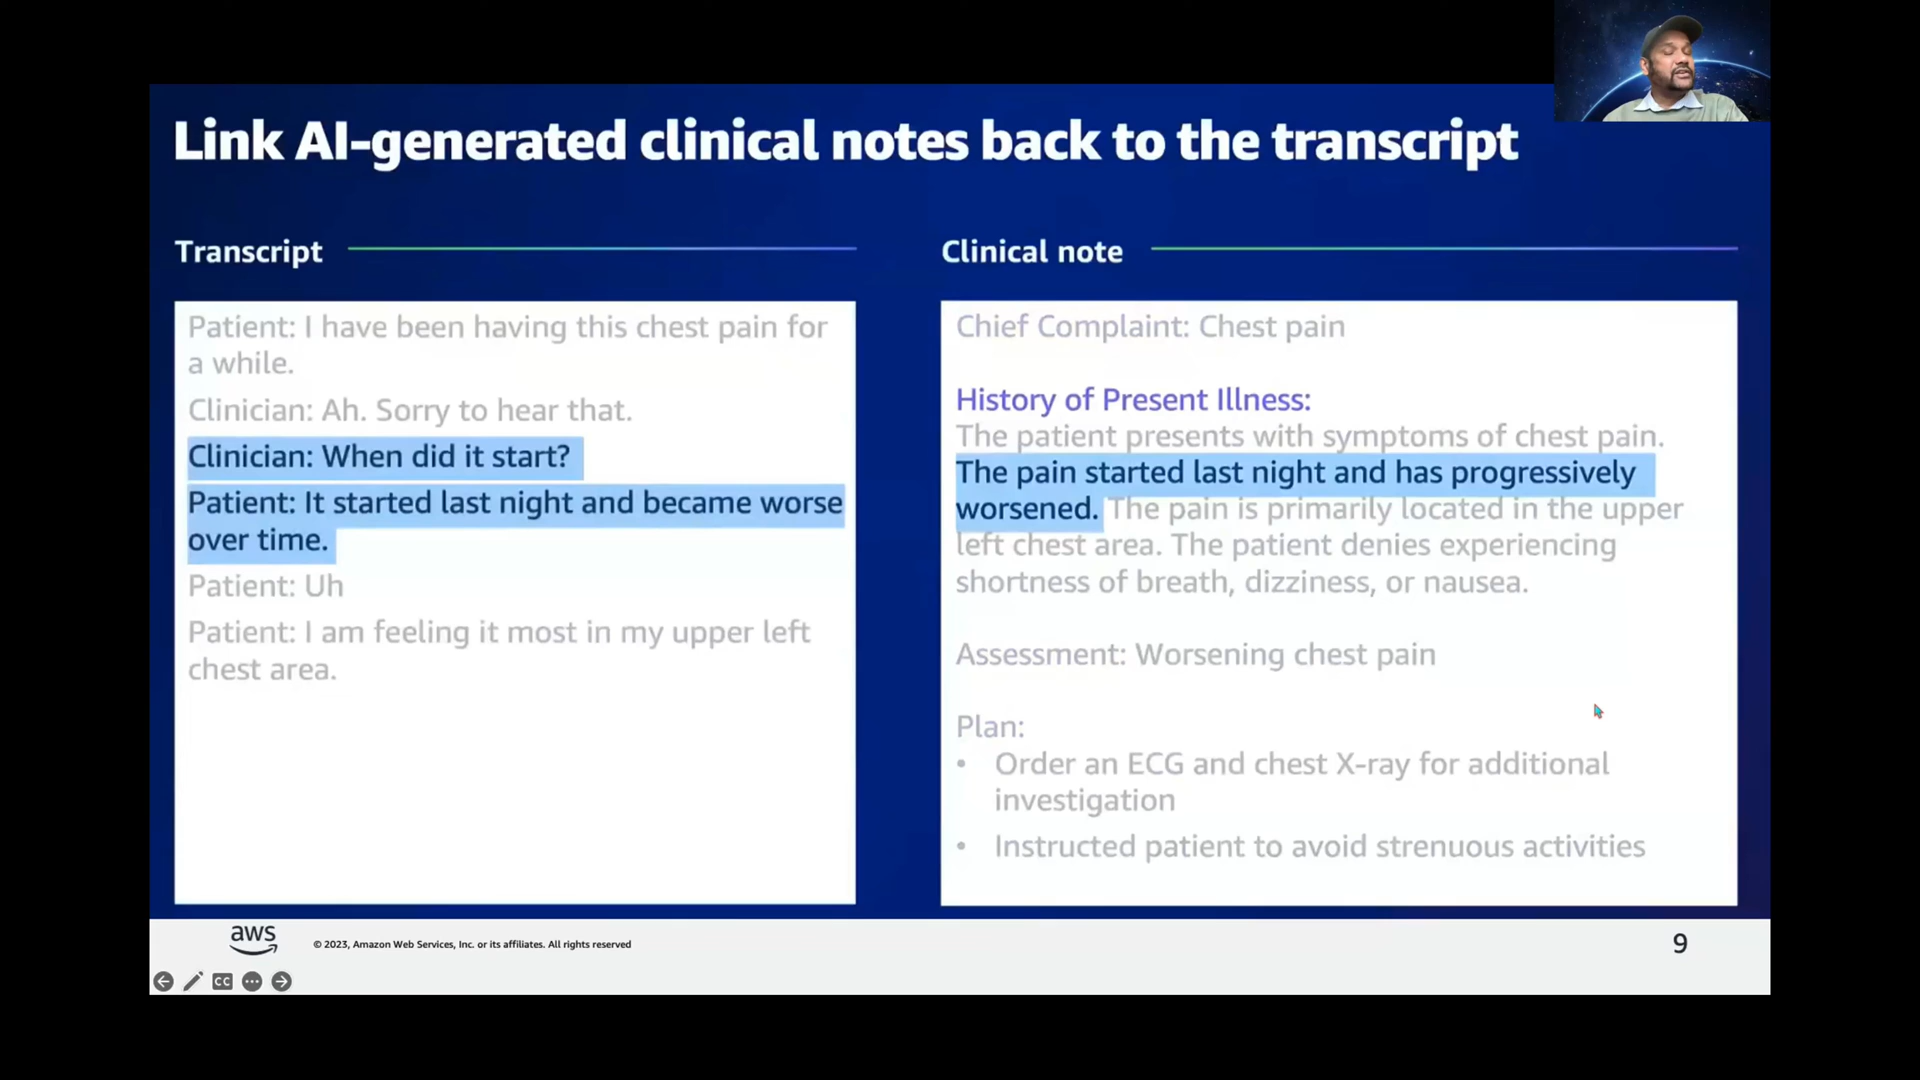 Link AI-generated clinical notes back to the transcript
Transcript
Patient: I have been having this chest pain for
a while.
Clinician: Ah. Sorry to hear that.
Clinician: When did it start?
Patient: It started last night and became worse
over time.
Patient: Uh
Patient: I am feeling it most in my upper left
chest area.
Clinical note
Chief Complaint: Chest pain
History of Present Illness:
The patient presents with symptoms of chest pain.
The pain started last night and has progressively
worsened. The pain is primarily located in the upper
left chest area. The patient denies experiencing
shortness of breath, dizziness, or nausea.
Assessment: Worsening chest pain
Plan:
• Order an ECG and chest X-ray for additional
investigation
• Instructed patient to avoid strenuous activities
aws
© 2023, Amazon Web Services, Inc. or its affiliates. All rights reserved
9
CC